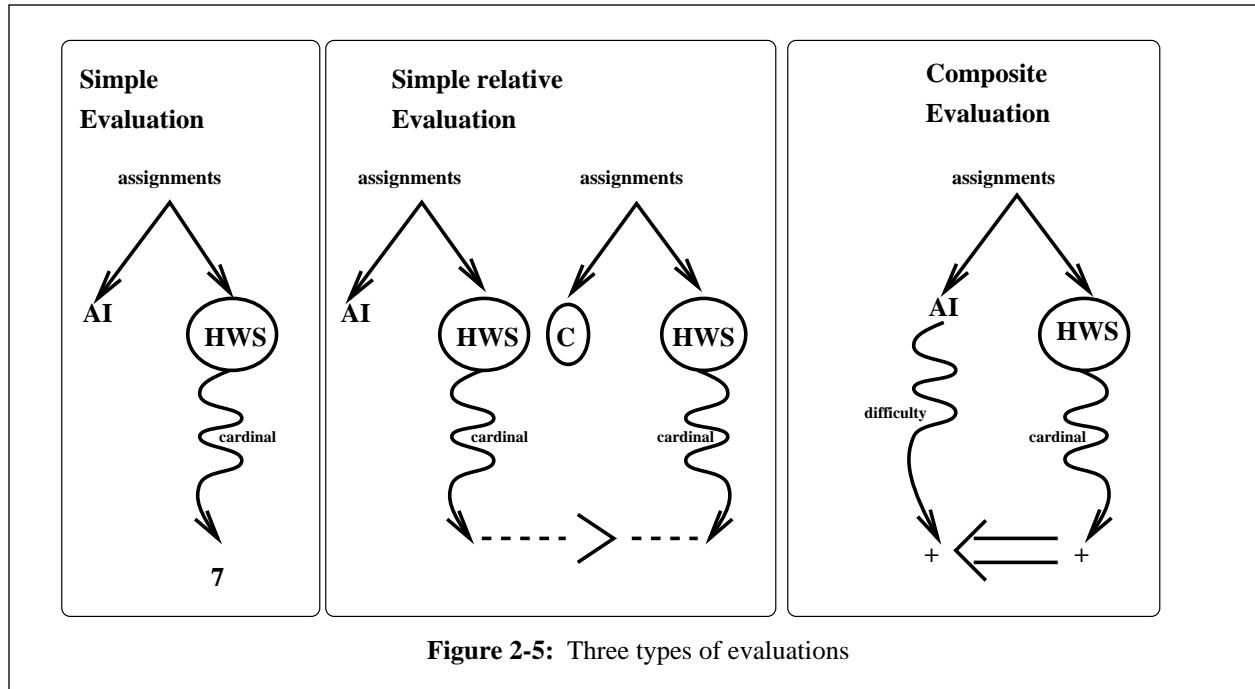 Simple
Evaluation
assignments
AI
HWS
cardinal
7
Simple relative
Evaluation
assignments
assignments
AI
HWS
C
HWS
cardinal
cardinal
Composite
Evaluation
assignments
AI
HWS
difficulty
cardinal
+
+
Figure 2-5: Three types of evaluations